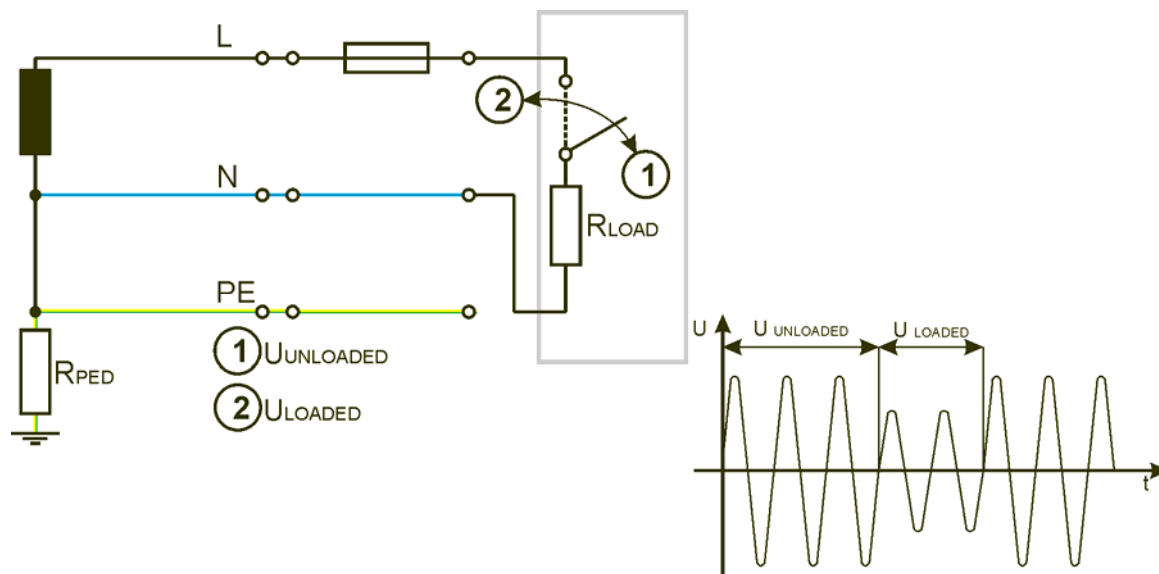 L
2
1
N
RLOAD
PE
1 UUNLOADED
RPED
2 ULOADED
U
U UNLOADED
U LOADED
t